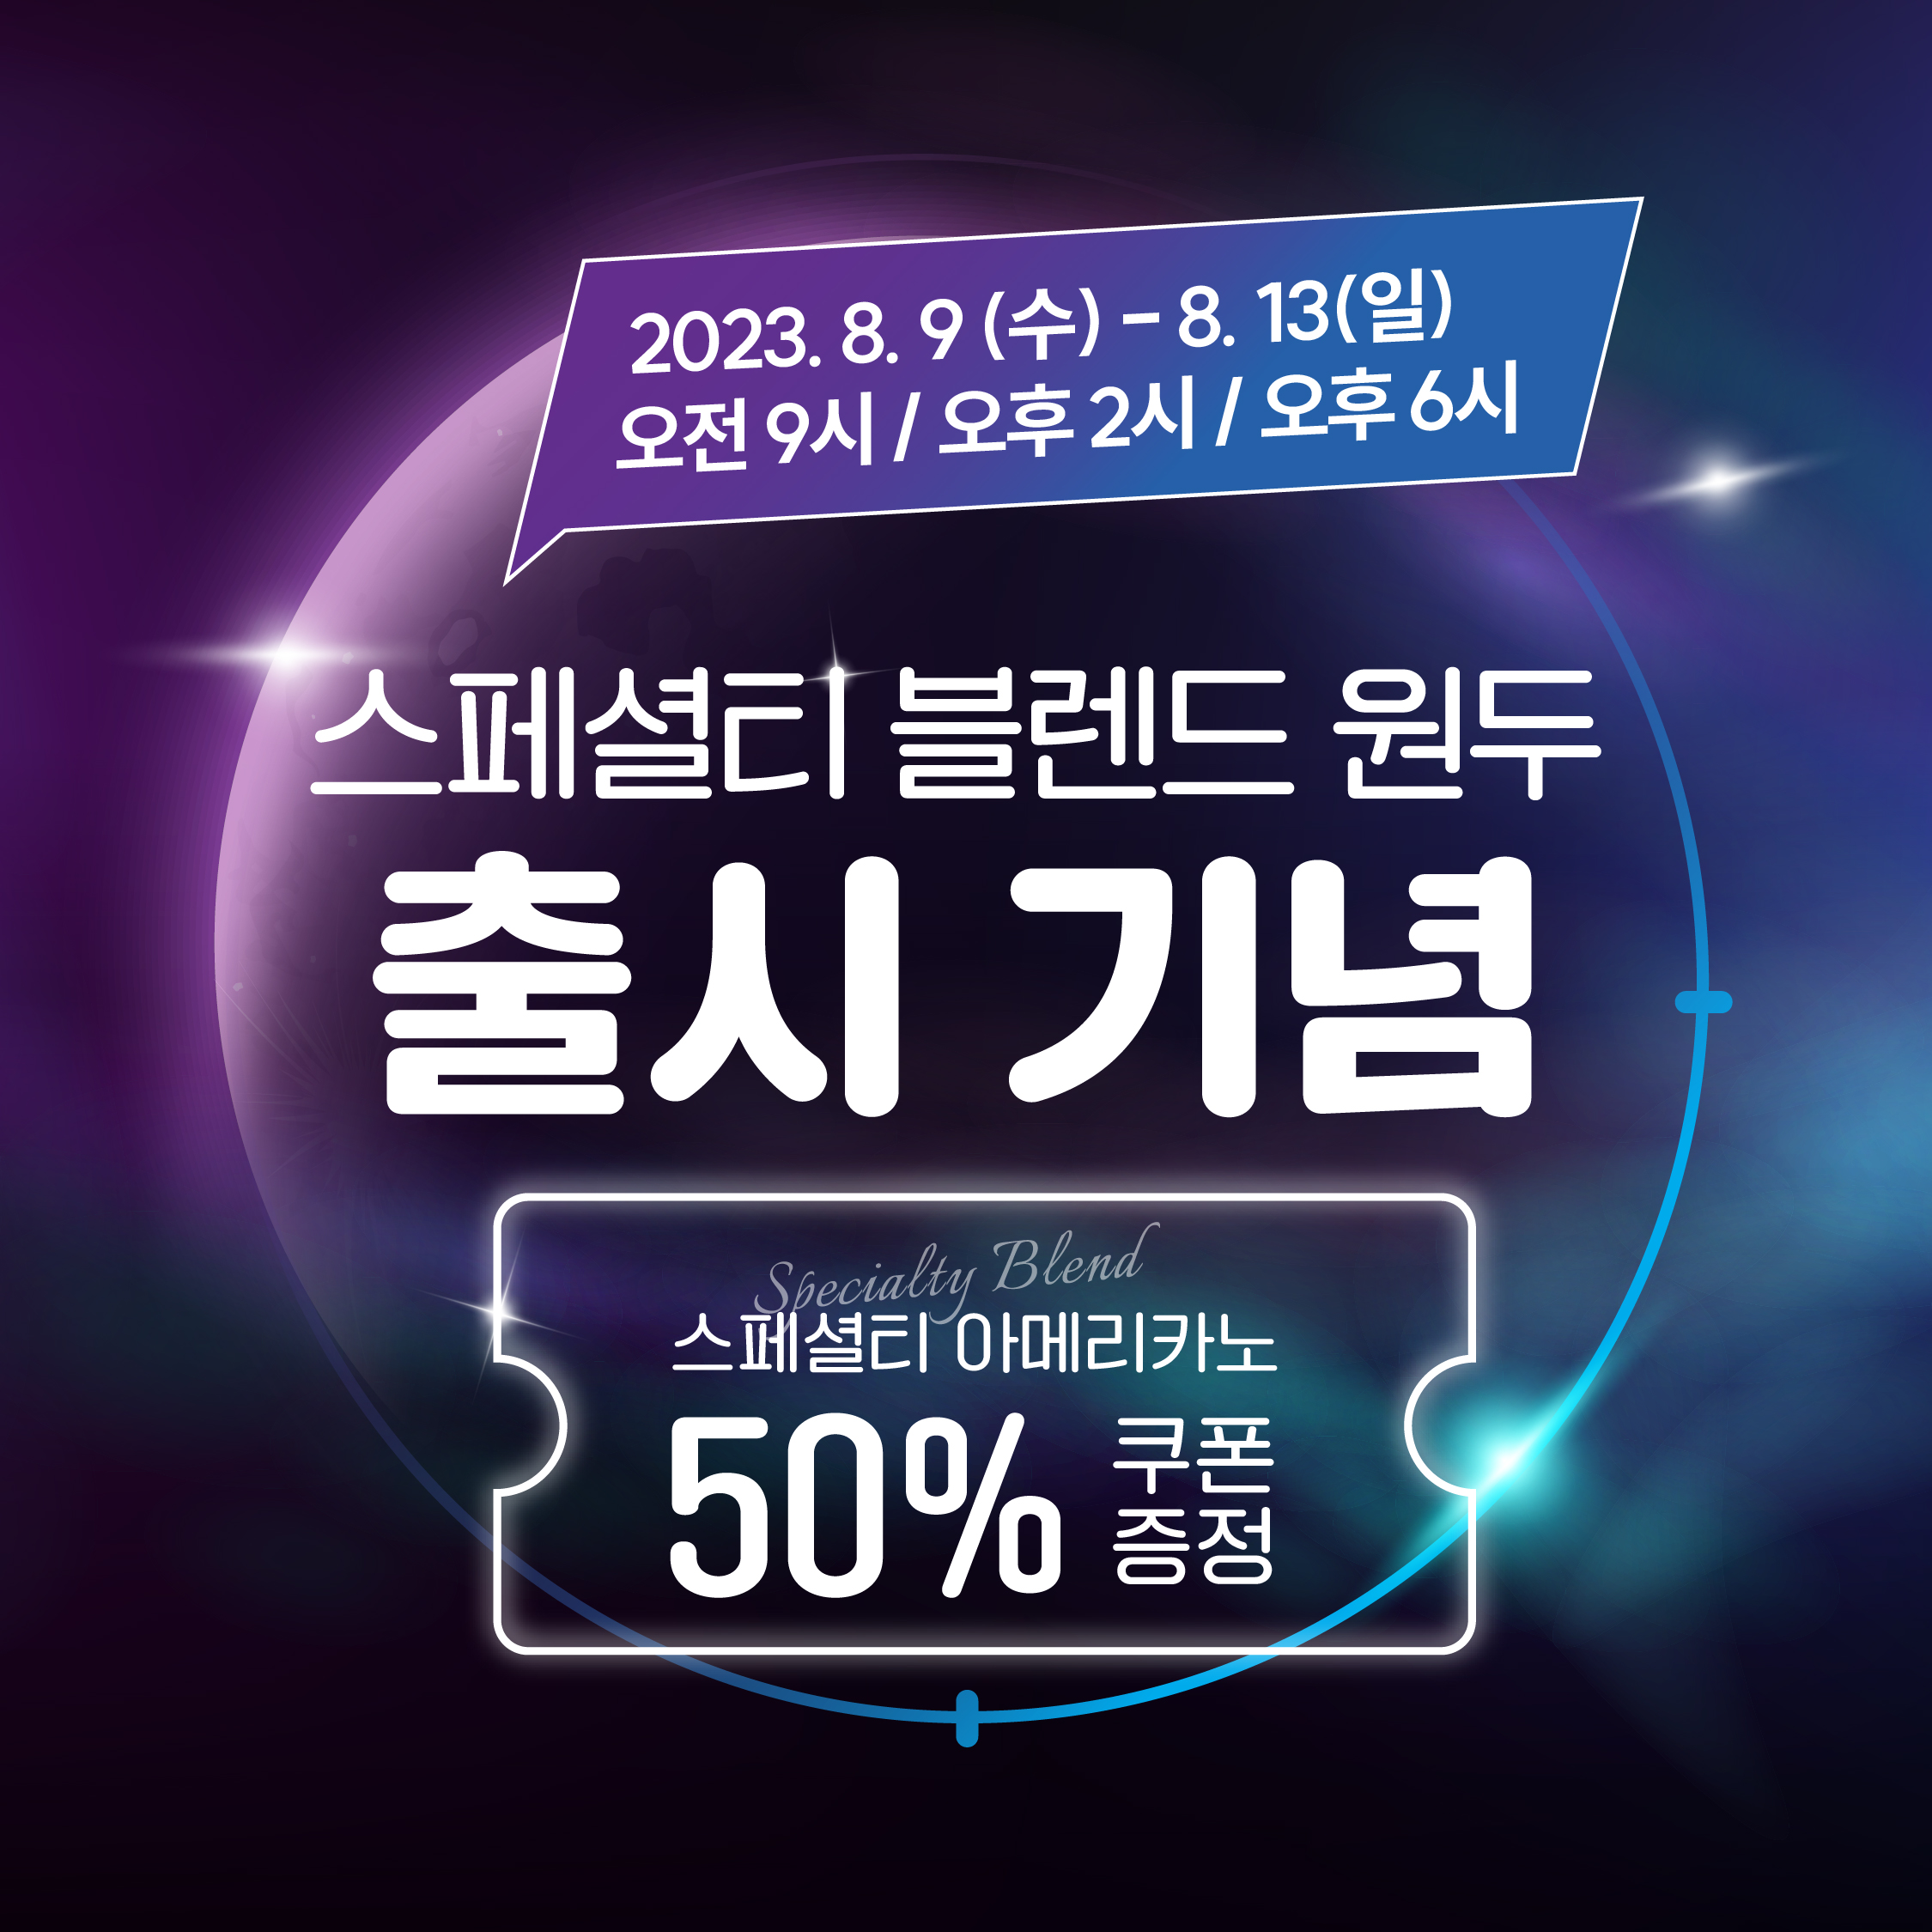 2023. 8. 9 (수) - 8. 13(일)
오전 9시 / 오후 2시 / 오후 6시
스페셜티 블렌드 원두
출시 기념
Specialty Blend
스페셜티 아메리카노
50% 쿠폰
증정